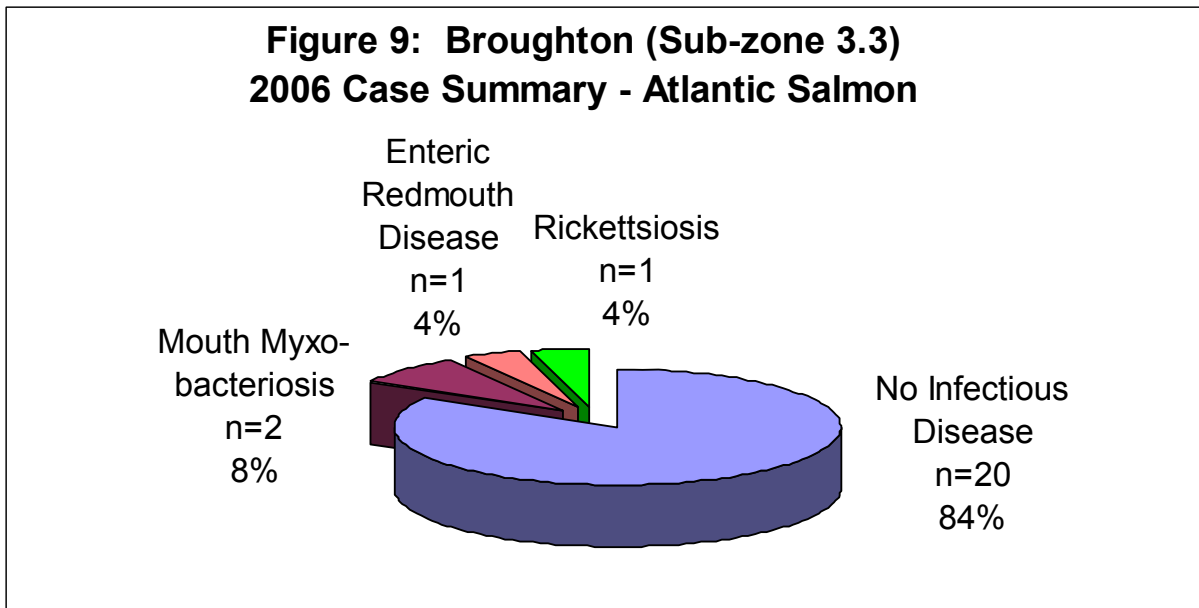 Figure 9:  Broughton (Sub-zone 3.3)
2006 Case Summary - Atlantic Salmon
Enteric
Redmouth
Disease
n=1
4%
Rickettsiosis
n=1
4%
Mouth Myxo-
bacteriosis
n=2
8%
No Infectious
Disease
n=20
84%